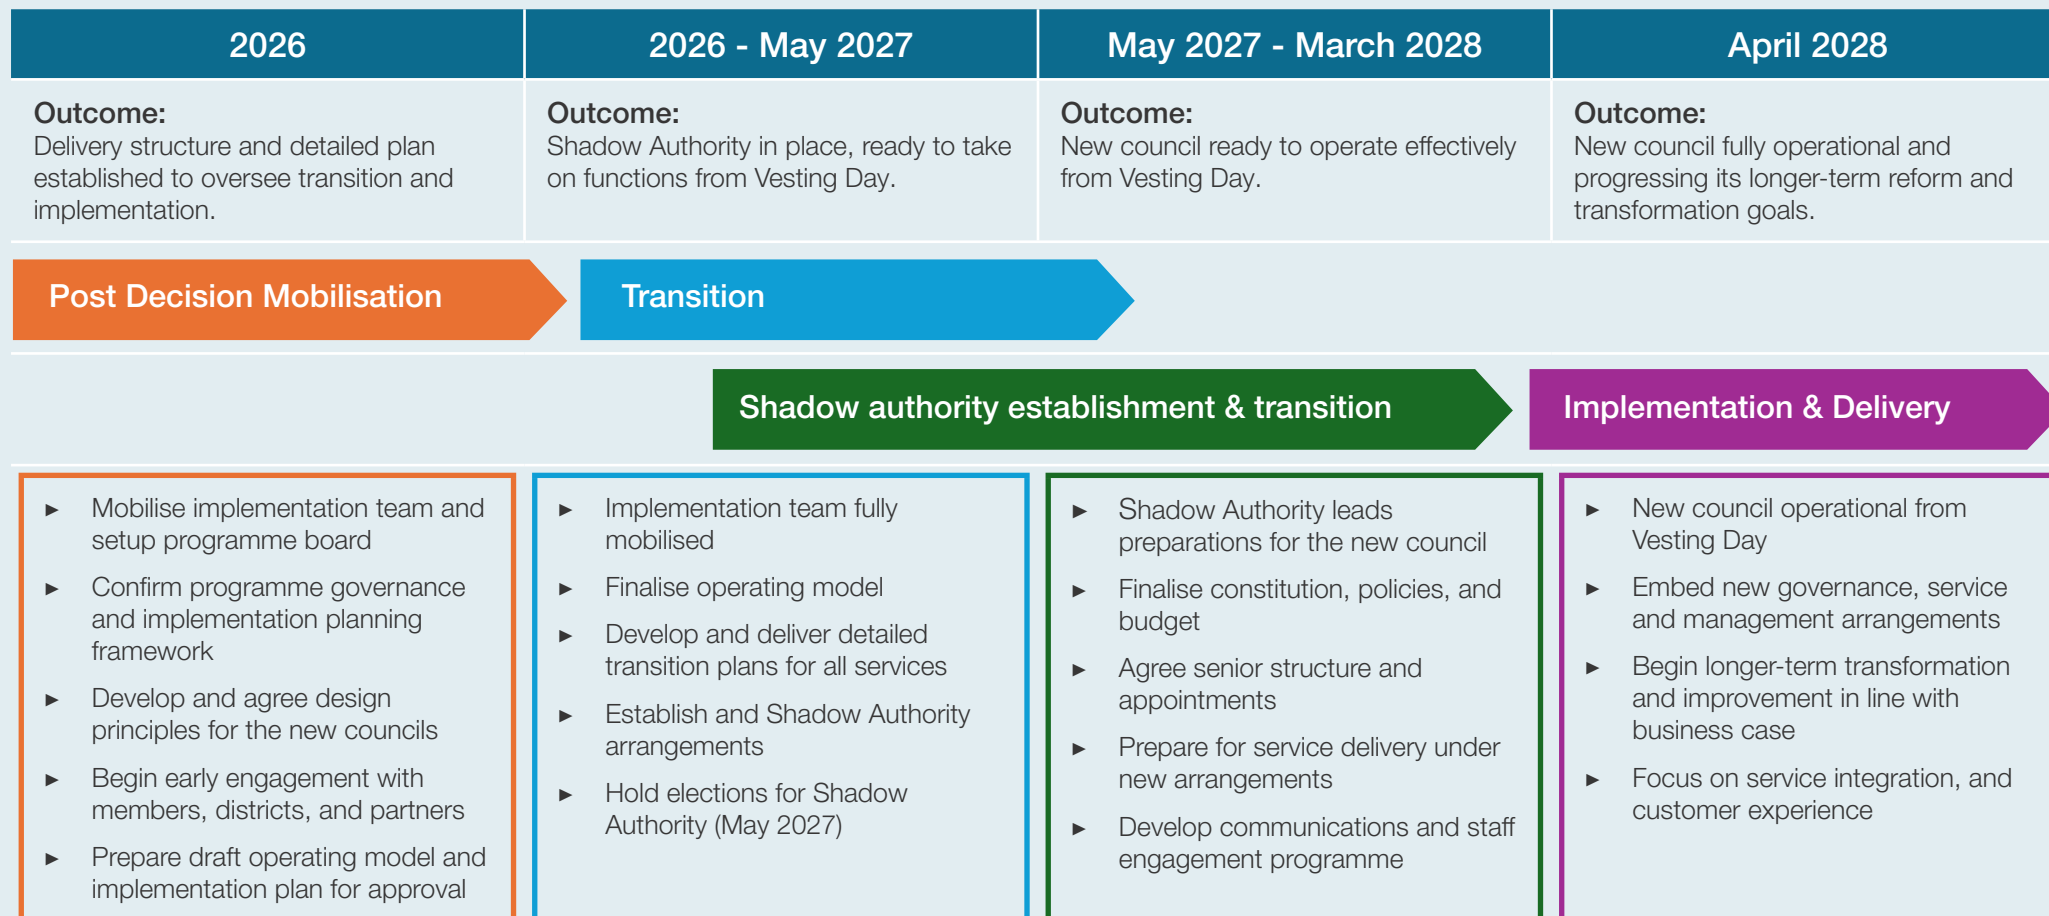 2026
2026 - May 2027
May 2027 - March 2028
April 2028
Outcome:
Delivery structure and detailed plan
established to oversee transition and
implementation.
Outcome:
Shadow Authority in place, ready to take
on functions from Vesting Day.
Outcome:
New council ready to operate effectively
from Vesting Day.
Outcome:
New council fully operational and
progressing its longer-term reform and
transformation goals.
Post Decision Mobilisation
Transition
Shadow authority establishment & transition
Implementation & Delivery
► Mobilise implementation team and
setup programme board
► Confirm programme governance
and implementation planning
framework
► Develop and agree design
principles for the new councils
► Begin early engagement with
members, districts, and partners
► Prepare draft operating model and
implementation plan for approval
► Implementation team fully
mobilised
► Finalise operating model
► Develop and deliver detailed
transition plans for all services
► Establish and Shadow Authority
arrangements
► Hold elections for Shadow
Authority (May 2027)
► Shadow Authority leads
preparations for the new council
► Finalise constitution, policies, and
budget
► Agree senior structure and
appointments
► Prepare for service delivery under
new arrangements
► Develop communications and staff
engagement programme
► New council operational from
Vesting Day
► Embed new governance, service
and management arrangements
► Begin longer-term transformation
and improvement in line with
business case
► Focus on service integration, and
customer experience